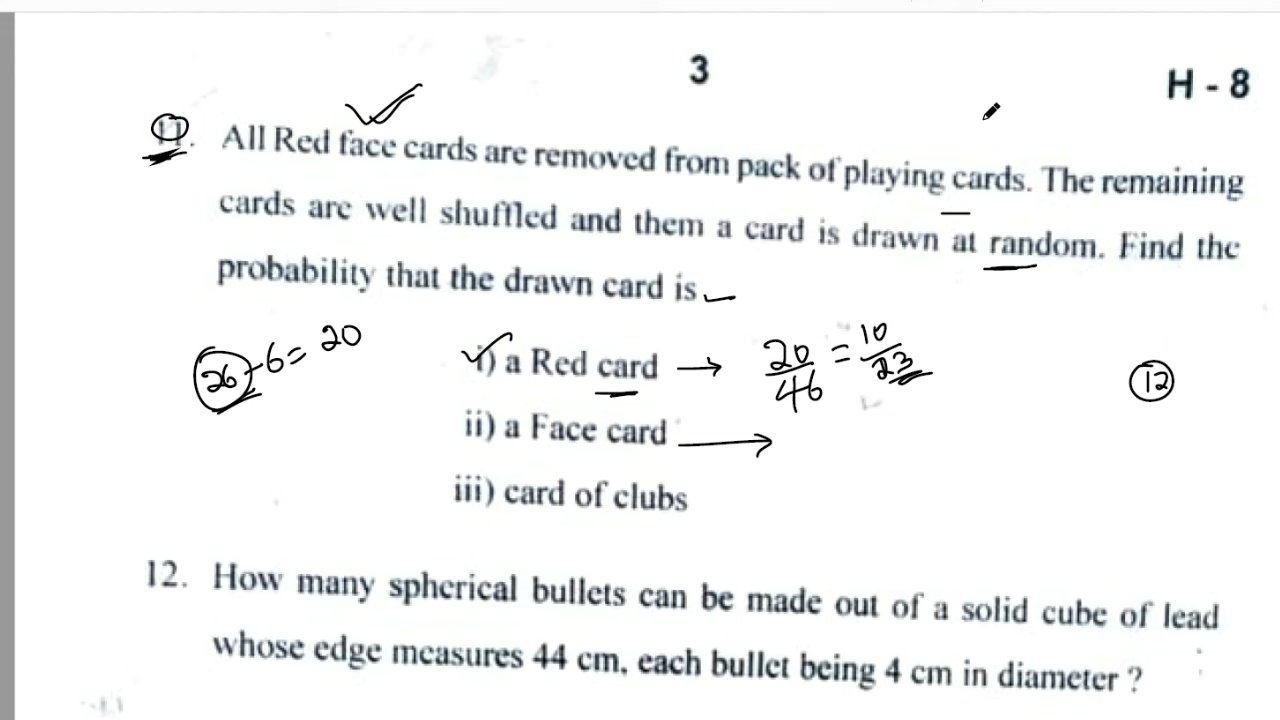 3
H - 8
11. All Red face cards are removed from pack of playing cards. The remaining
cards are well shuffled and them a card is drawn at random. Find the
probability that the drawn card is
26 - 6 = 20
i) a Red card → 20/46 = 10/23
12
ii) a Face card →
iii) card of clubs
12. How many spherical bullets can be made out of a solid cube of lead
whose edge measures 44 cm, each bullet being 4 cm in diameter ?